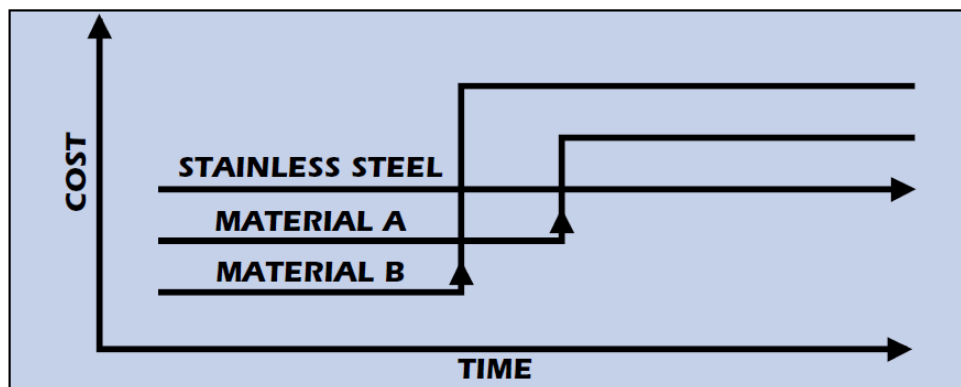 COST
STAINLESS STEEL
MATERIAL A
MATERIAL B
TIME